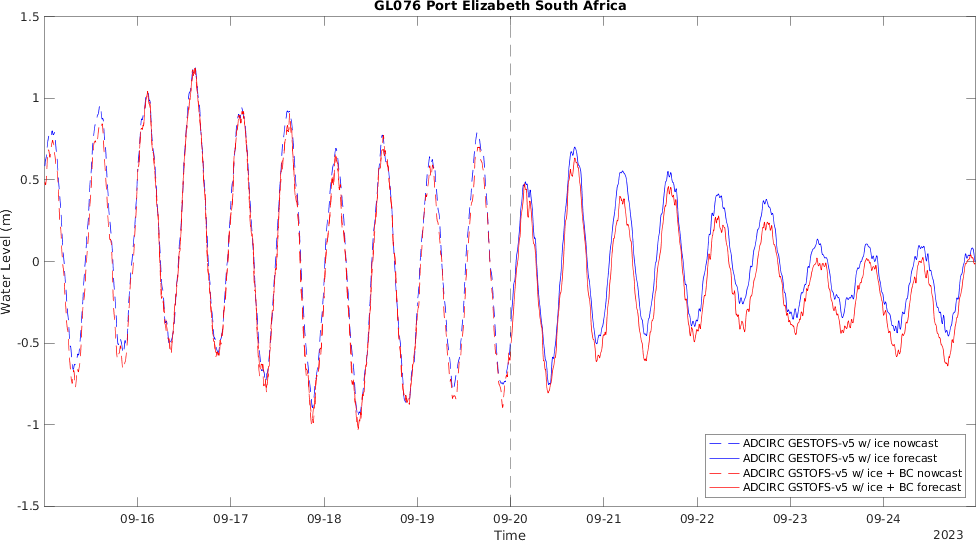 GL076 Port Elizabeth South Africa
1.5
1
0.5
0
-0.5
-1
-1.5
Water Level (m)
09-16 09-17 09-18 09-19 09-20 09-21 09-22 09-23 09-24
Time
2023
ADCIRC GESTOFS-v5 w/ ice nowcast
ADCIRC GESTOFS-v5 w/ ice forecast
ADCIRC GSTOFS-v5 w/ ice + BC nowcast
ADCIRC GSTOFS-v5 w/ ice + BC forecast